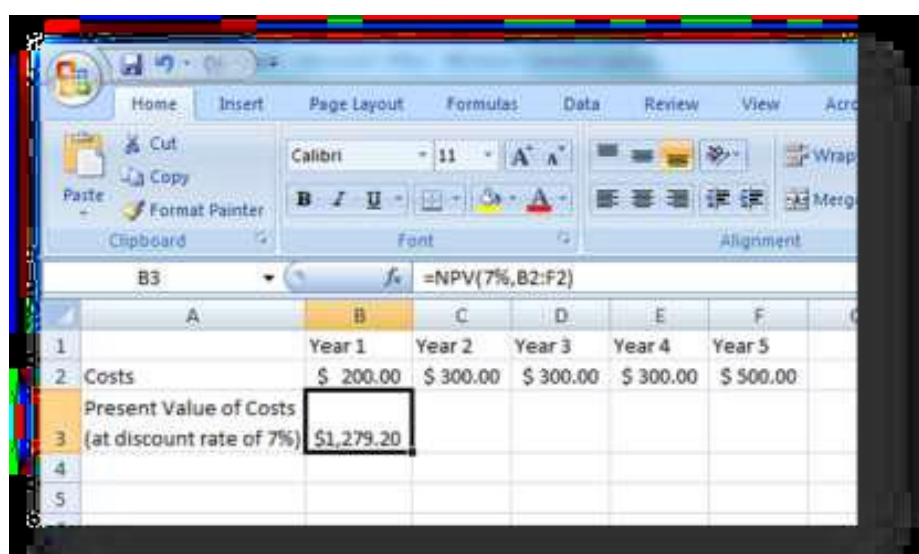 Home Insert Page Layout Formulas Data Review View Acro
Cut
Calibri 11 A A Wrap
Copy
Paste B I U A Merg
Format Painter
Clipboard Font Alignment
B3 fx =NPV(7%,B2:F2)
A B C D E F
1 Year 1 Year 2 Year 3 Year 4 Year 5
2 Costs $ 200.00 $ 300.00 $ 300.00 $ 300.00 $ 500.00
Present Value of Costs
3 (at discount rate of 7%) $1,279.20
4
5